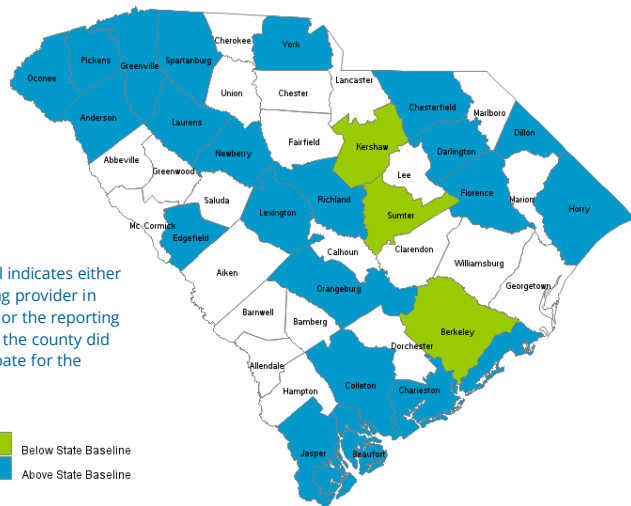 Cherokee
York
Spartanburg
Pickens
Greenville
Oconee
Lancaster
Union
Chester
Chesterfield
Marlboro
Anderson
Laurens
Dillon
Fairfield
Kershaw
Darlington
Newberry
Abbeville
Greenwood
Lee
Florence
Marion
Horry
Saluda
Richland
Lexington
Sumter
Mc Cormick
Edgefield
Clarendon
Calhoun
Williamsburg
Aiken
Georgetown
Orangeburg
Barnwell
Bamberg
Berkeley
Dorchester
Allendale
Hampton
Colleton
Charleston
Jasper
Beaufort
l indicates either
ng provider in
or the reporting
the county did
pate for the
Below State Baseline
Above State Baseline